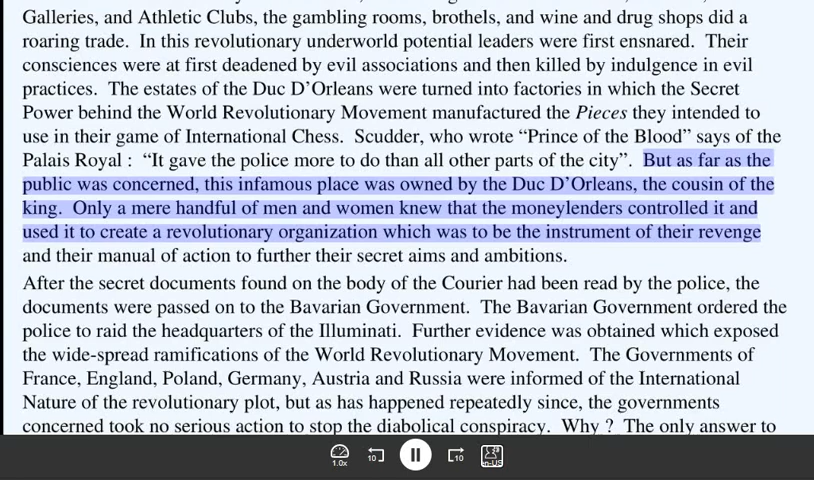 Galleries, and Athletic Clubs, the gambling rooms, brothels, and wine and drug shops did a
roaring trade. In this revolutionary underworld potential leaders were first ensnared. Their
consciences were at first deadened by evil associations and then killed by indulgence in evil
practices. The estates of the Duc D’Orleans were turned into factories in which the Secret
Power behind the World Revolutionary Movement manufactured the Pieces they intended to
use in their game of International Chess. Scudder, who wrote “Prince of the Blood” says of the
Palais Royal : “It gave the police more to do than all other parts of the city”. But as far as the
public was concerned, this infamous place was owned by the Duc D’Orleans, the cousin of the
king. Only a mere handful of men and women knew that the moneylenders controlled it and
used it to create a revolutionary organization which was to be the instrument of their revenge
and their manual of action to further their secret aims and ambitions.
After the secret documents found on the body of the Courier had been read by the police, the
documents were passed on to the Bavarian Government. The Bavarian Government ordered the
police to raid the headquarters of the Illuminati. Further evidence was obtained which exposed
the wide-spread ramifications of the World Revolutionary Movement. The Governments of
France, England, Poland, Germany, Austria and Russia were informed of the International
Nature of the revolutionary plot, but as has happened repeatedly since, the governments
concerned took no serious action to stop the diabolical conspiracy. Why ? The only answer to
1.0x 10 10 en-US